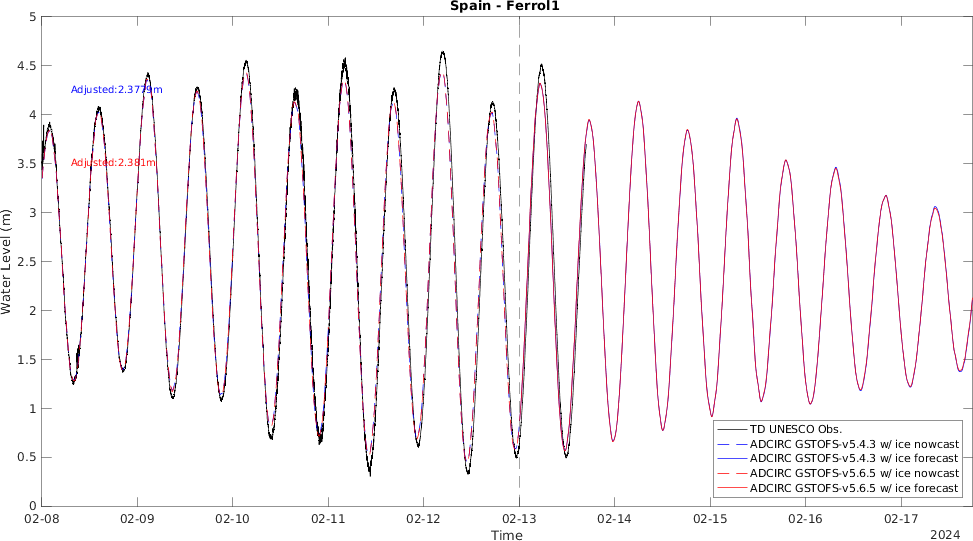 Spain - Ferrol1
5
4.5
4
3.5
3
2.5
2
1.5
1
0.5
0
Water Level (m)
Adjusted:2.3779m
Adjusted:2.381m
TD UNESCO Obs.
ADCIRC GSTOFS-v5.4.3 w/ ice nowcast
ADCIRC GSTOFS-v5.4.3 w/ ice forecast
ADCIRC GSTOFS-v5.6.5 w/ ice nowcast
ADCIRC GSTOFS-v5.6.5 w/ ice forecast
02-08 02-09 02-10 02-11 02-12 02-13 02-14 02-15 02-16 02-17
Time
2024